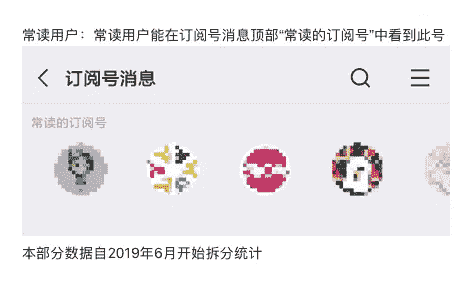 常读用户：常读用户能在订阅号消息顶部“常读的订阅号”中看到此号
订阅号消息
常读的订阅号
本部分数据自2019年6月开始拆分统计